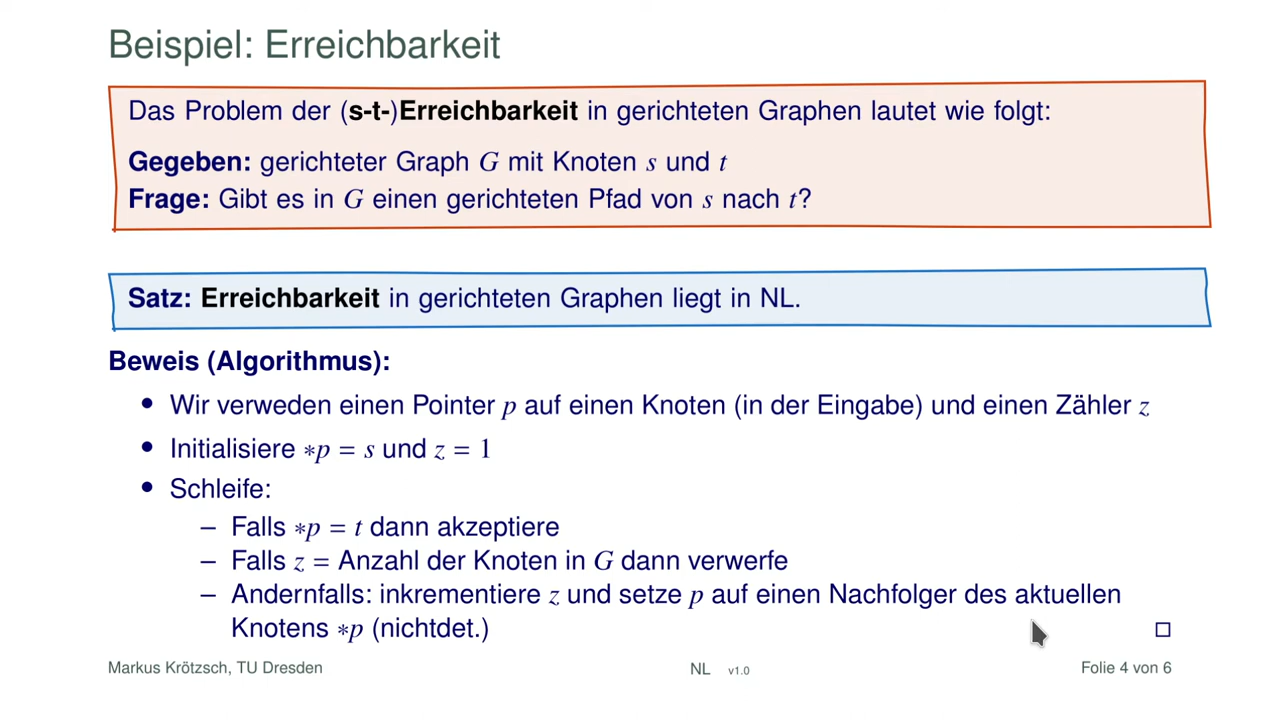 Beispiel: Erreichbarkeit
Das Problem der (s-t-)Erreichbarkeit in gerichteten Graphen lautet wie folgt:
Gegeben: gerichteter Graph G mit Knoten s und t
Frage: Gibt es in G einen gerichteten Pfad von s nach t?
Satz: Erreichbarkeit in gerichteten Graphen liegt in NL.
Beweis (Algorithmus):
• Wir verweden einen Pointer p auf einen Knoten (in der Eingabe) und einen Zähler z
• Initialisiere ∗p = s und z = 1
• Schleife:
– Falls ∗p = t dann akzeptiere
– Falls z = Anzahl der Knoten in G dann verwerfe
– Andernfalls: inkrementiere z und setze p auf einen Nachfolger des aktuellen
Knotens ∗p (nichtdet.) □
Markus Krötzsch, TU Dresden NL v1.0 Folie 4 von 6